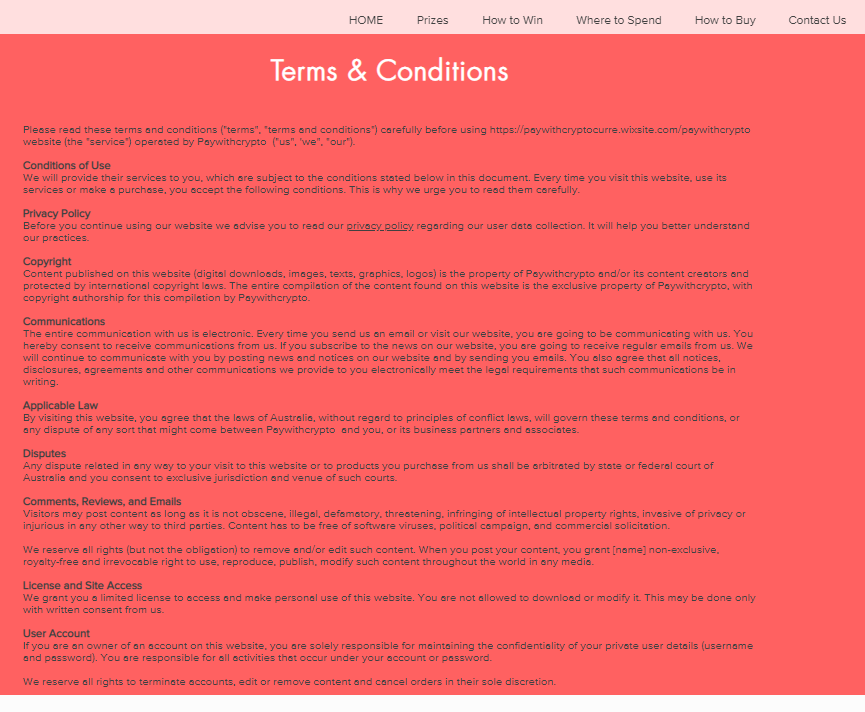 HOME Prizes How to Win Where to Spend How to Buy Contact Us
Terms & Conditions
Please read these terms and conditions ("terms", "terms and conditions") carefully before using https://paywithcryptocurre.wixsite.com/paywithcrypto
website (the "service") operated by Paywithcrypto ("us", 'we", "our").
Conditions of Use
We will provide their services to you, which are subject to the conditions stated below in this document. Every time you visit this website, use its
services or make a purchase, you accept the following conditions. This is why we urge you to read them carefully.
Privacy Policy
Before you continue using our website we advise you to read our privacy policy regarding our user data collection. It will help you better understand
our practices.
Copyright
Content published on this website (digital downloads, images, texts, graphics, logos) is the property of Paywithcrypto and/or its content creators and
protected by international copyright laws. The entire compilation of the content found on this website is the exclusive property of Paywithcrypto, with
copyright authorship for this compilation by Paywithcrypto.
Communications
The entire communication with us is electronic. Every time you send us an email or visit our website, you are going to be communicating with us. You
hereby consent to receive communications from us. If you subscribe to the news on our website, you are going to receive regular emails from us. We
will continue to communicate with you by posting news and notices on our website and by sending you emails. You also agree that all notices,
disclosures, agreements and other communications we provide to you electronically meet the legal requirements that such communications be in
writing.
Applicable Law
By visiting this website, you agree that the laws of Australia, without regard to principles of conflict laws, will govern these terms and conditions, or
any dispute of any sort that might come between Paywithcrypto and you, or its business partners and associates.
Disputes
Any dispute related in any way to your visit to this website or to products you purchase from us shall be arbitrated by state or federal court of
Australia and you consent to exclusive jurisdiction and venue of such courts.
Comments, Reviews, and Emails
Visitors may post content as long as it is not obscene, illegal, defamatory, threatening, infringing of intellectual property rights, invasive of privacy or
injurious in any other way to third parties. Content has to be free of software viruses, political campaign, and commercial solicitation.
We reserve all rights (but not the obligation) to remove and/or edit such content. When you post your content, you grant [name] non-exclusive,
royalty-free and irrevocable right to use, reproduce, publish, modify such content throughout the world in any media.
License and Site Access
We grant you a limited license to access and make personal use of this website. You are not allowed to download or modify it. This may be done only
with written consent from us.
User Account
If you are an owner of an account on this website, you are solely responsible for maintaining the confidentiality of your private user details (username
and password). You are responsible for all activities that occur under your account or password.
We reserve all rights to terminate accounts, edit or remove content and cancel orders in their sole discretion.